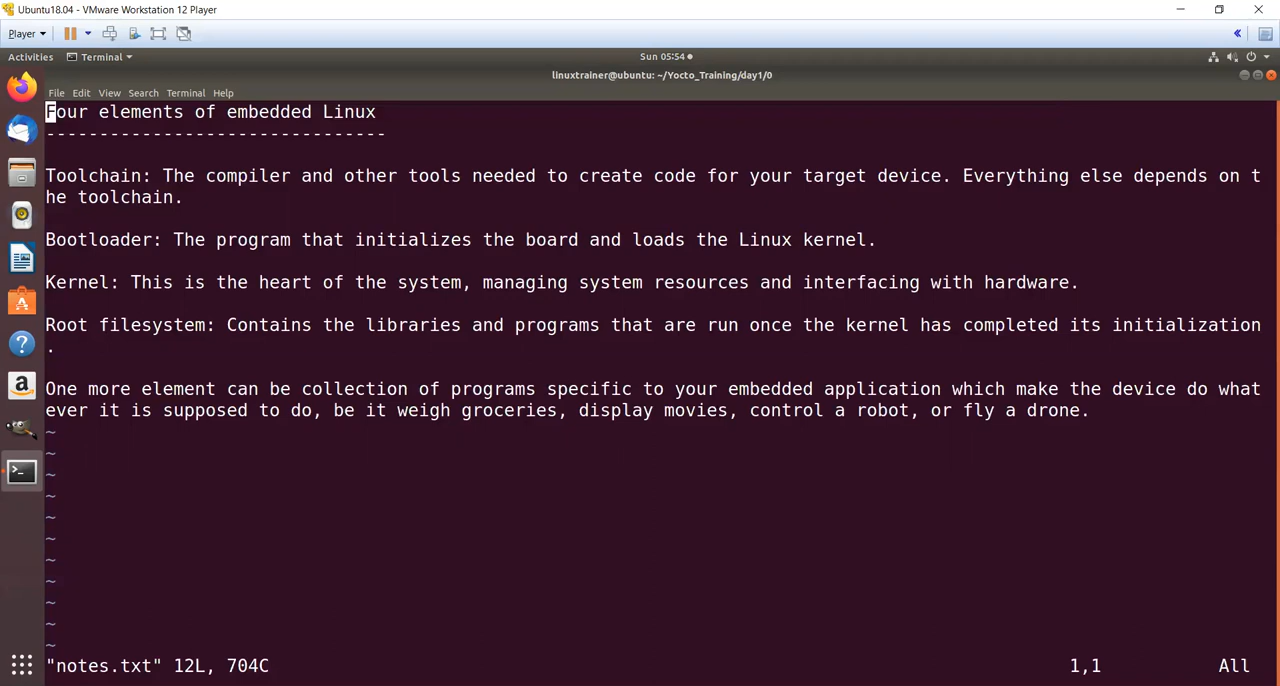 Ubuntu18.04 - VMware Workstation 12 Player
Player
Activities
Terminal
Sun 05:54
linuxtrainer@ubuntu: ~/Yocto_Training/day1/0
File Edit View Search Terminal Help
Four elements of embedded Linux
--------------------------------
Toolchain: The compiler and other tools needed to create code for your target device. Everything else depends on t
he toolchain.
Bootloader: The program that initializes the board and loads the Linux kernel.
Kernel: This is the heart of the system, managing system resources and interfacing with hardware.
Root filesystem: Contains the libraries and programs that are run once the kernel has completed its initialization
.
One more element can be collection of programs specific to your embedded application which make the device do what
ever it is supposed to do, be it weigh groceries, display movies, control a robot, or fly a drone.
~
~
~
~
~
~
~
~
~
~
~
"notes.txt" 12L, 704C 1,1 All